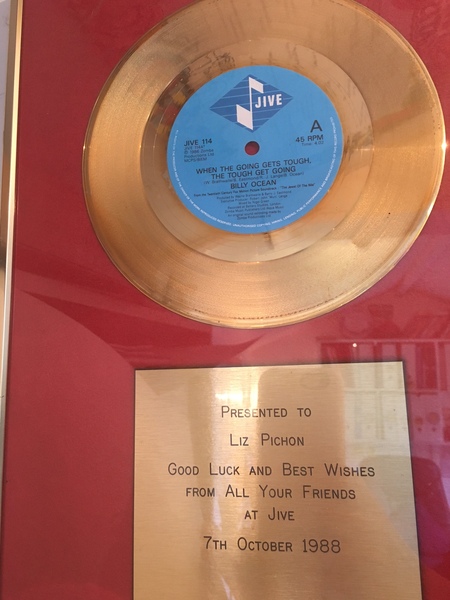 JIVE
JIVE 114
A
45 RPM
WHEN THE GOING GETS TOUGH,
THE TOUGH GET GOING
BILLY OCEAN
PRESENTED TO
LIZ PICHON
GOOD LUCK AND BEST WISHES
FROM ALL YOUR FRIENDS
AT JIVE
7TH OCTOBER 1988